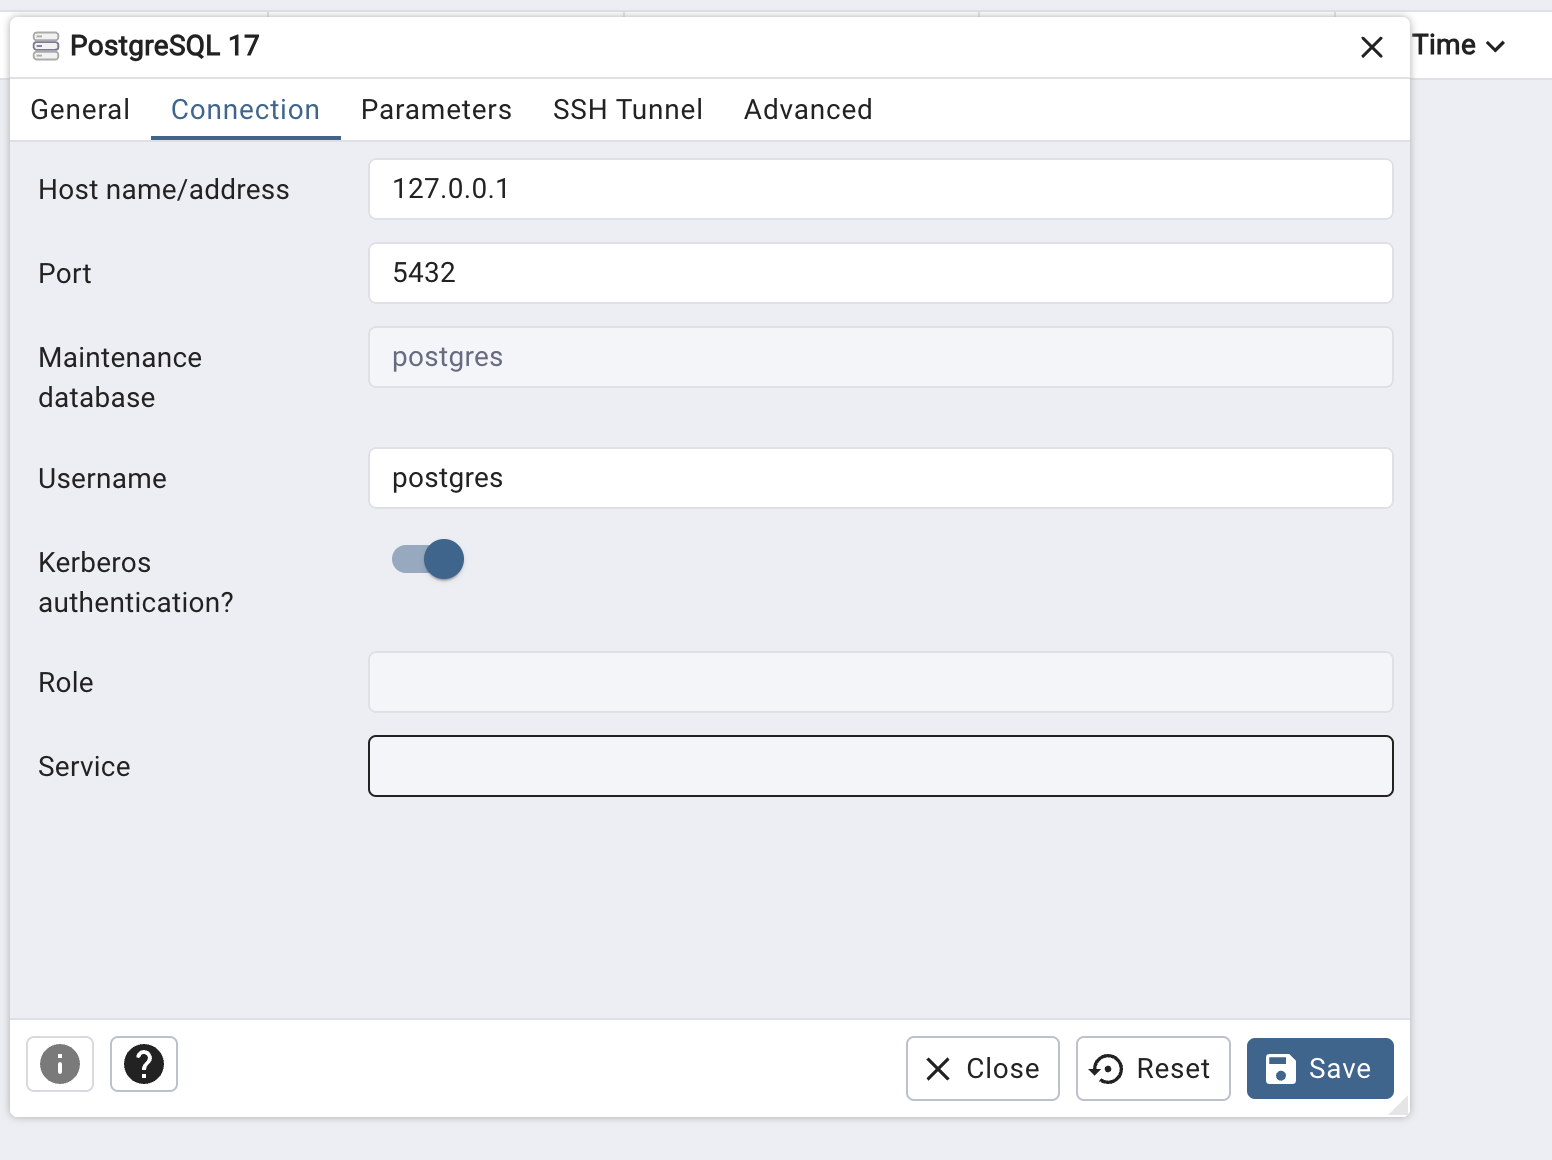 PostgreSQL 17
Time
General Connection Parameters SSH Tunnel Advanced
Host name/address 127.0.0.1
Port 5432
Maintenance postgres
database
Username postgres
Kerberos
authentication?
Role
Service
Close Reset Save